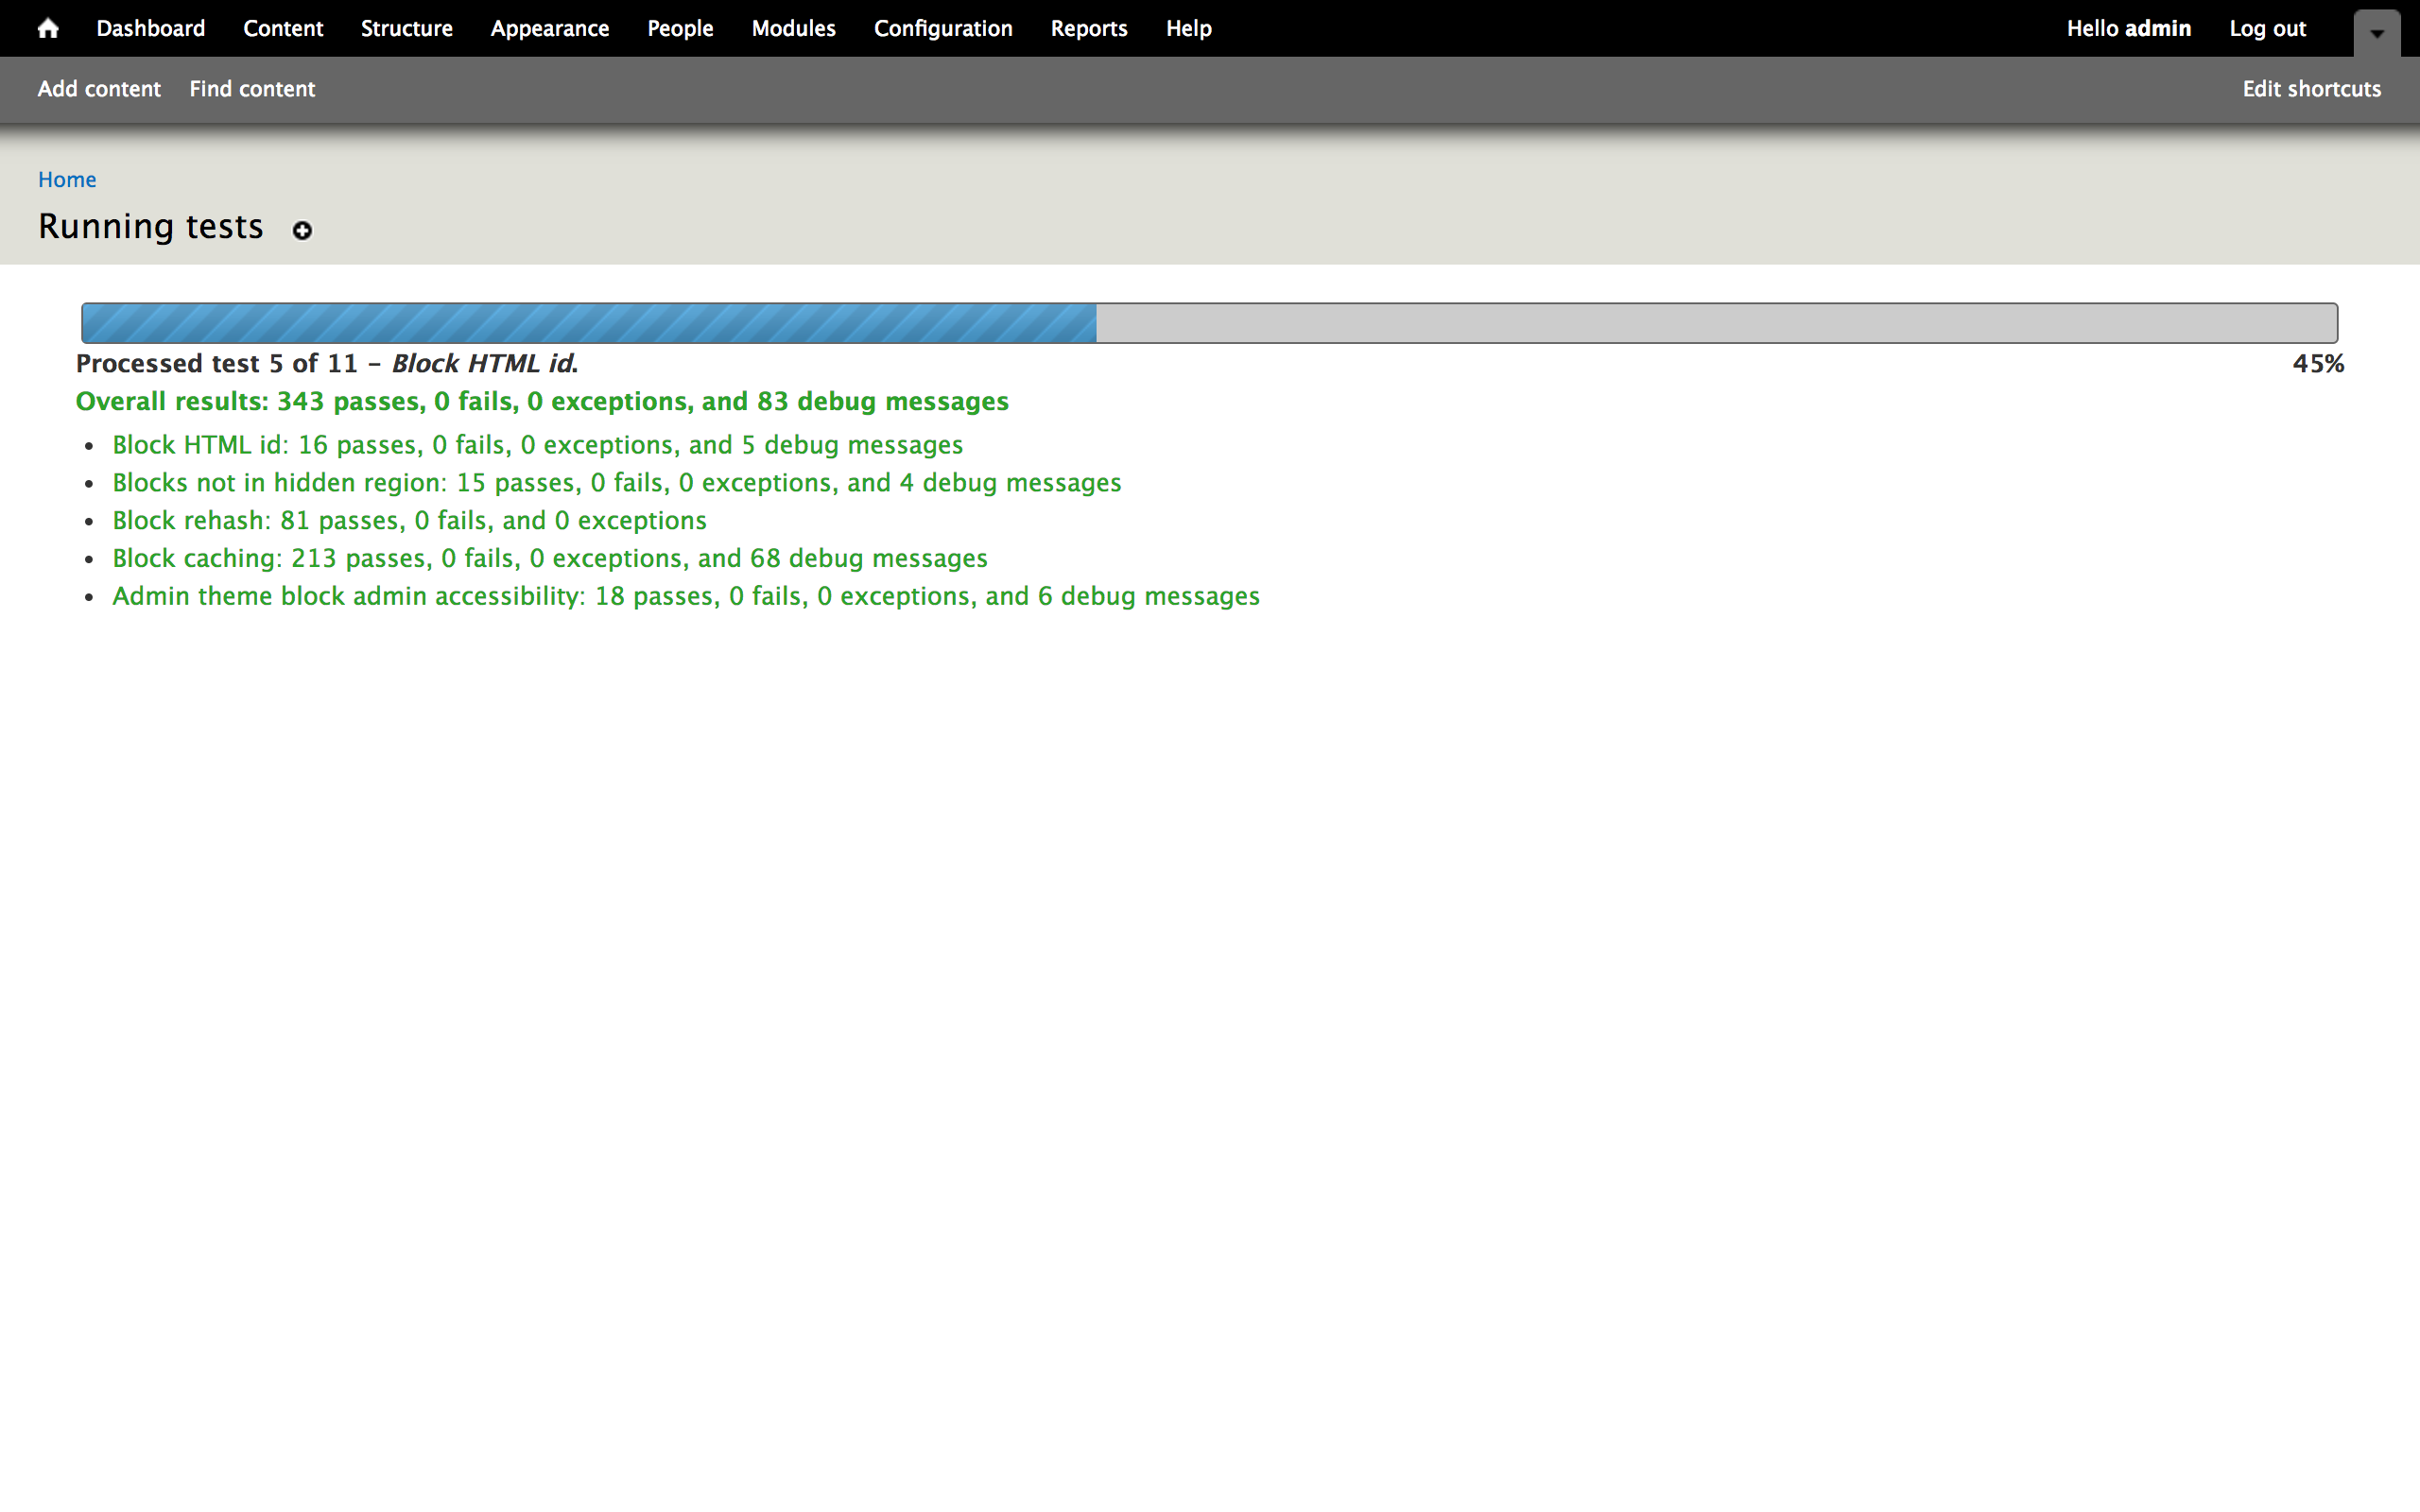 Dashboard Content Structure Appearance People Modules Configuration Reports Help Hello admin Log out
Add content Find content Edit shortcuts
Home
Running tests
Processed test 5 of 11 – Block HTML id. 45%
Overall results: 343 passes, 0 fails, 0 exceptions, and 83 debug messages
• Block HTML id: 16 passes, 0 fails, 0 exceptions, and 5 debug messages
• Blocks not in hidden region: 15 passes, 0 fails, 0 exceptions, and 4 debug messages
• Block rehash: 81 passes, 0 fails, and 0 exceptions
• Block caching: 213 passes, 0 fails, 0 exceptions, and 68 debug messages
• Admin theme block admin accessibility: 18 passes, 0 fails, 0 exceptions, and 6 debug messages